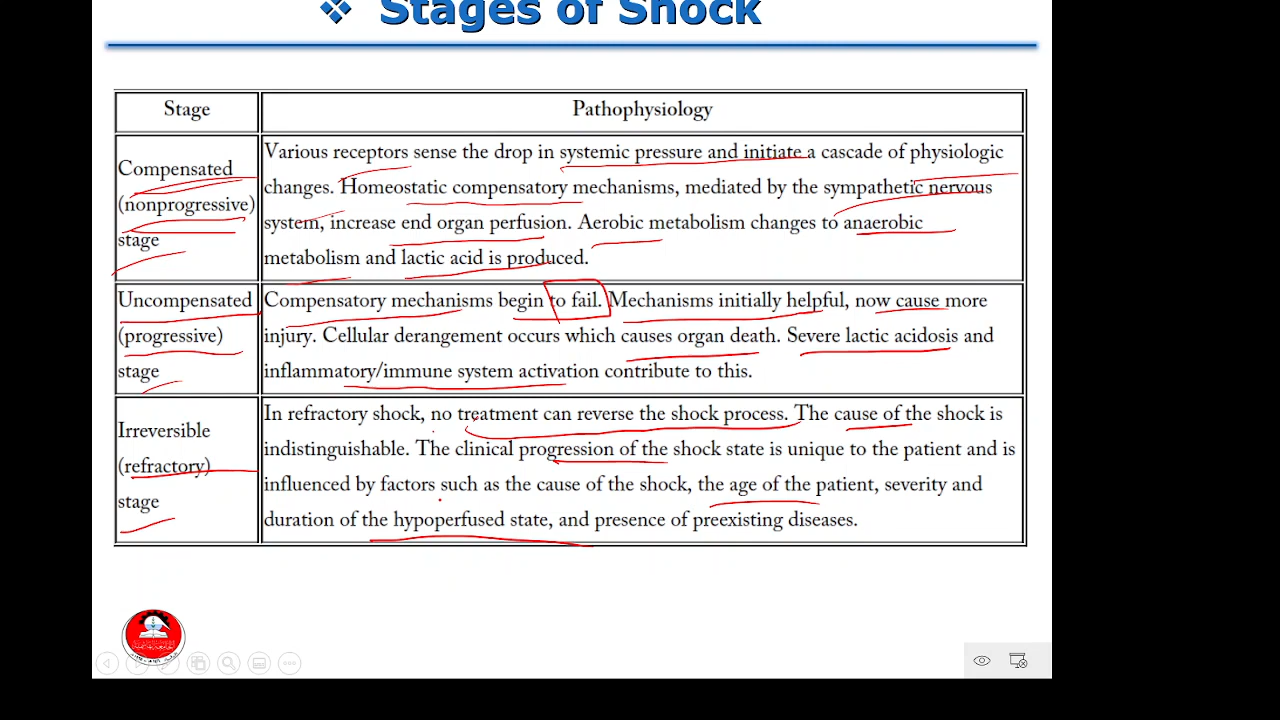 ❖ Stages of Shock
Stage
Pathophysiology
Compensated
(nonprogressive)
stage
Various receptors sense the drop in systemic pressure and initiate a cascade of physiologic
changes. Homeostatic compensatory mechanisms, mediated by the sympathetic nervous
system, increase end organ perfusion. Aerobic metabolism changes to anaerobic
metabolism and lactic acid is produced.
Uncompensated
(progressive)
stage
Compensatory mechanisms begin to fail. Mechanisms initially helpful, now cause more
injury. Cellular derangement occurs which causes organ death. Severe lactic acidosis and
inflammatory/immune system activation contribute to this.
Irreversible
(refractory)
stage
In refractory shock, no treatment can reverse the shock process. The cause of the shock is
indistinguishable. The clinical progression of the shock state is unique to the patient and is
influenced by factors such as the cause of the shock, the age of the patient, severity and
duration of the hypoperfused state, and presence of preexisting diseases.